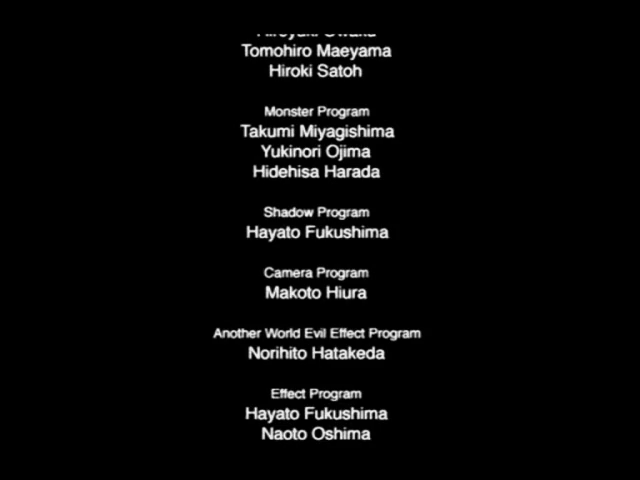 Tomohiro Maeyama
Hiroki Satoh
Monster Program
Takumi Miyagishima
Yukinori Ojima
Hidehisa Harada
Shadow Program
Hayato Fukushima
Camera Program
Makoto Hiura
Another World Evil Effect Program
Norihito Hatakeda
Effect Program
Hayato Fukushima
Naoto Oshima